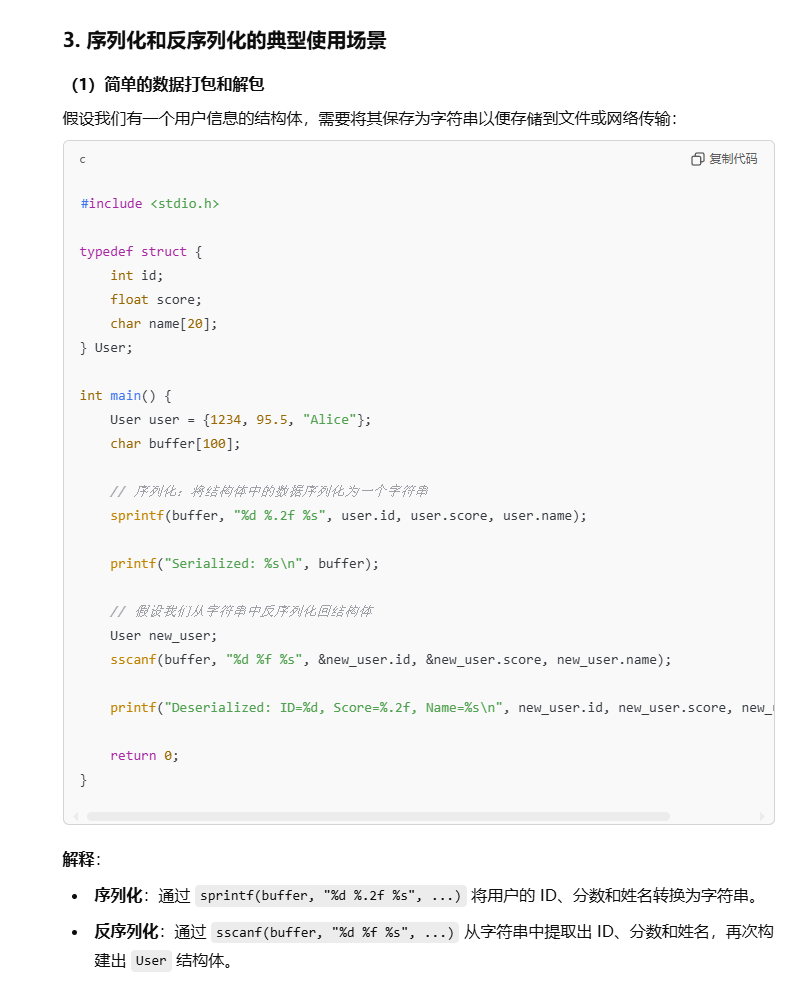 3. 序列化和反序列化的典型使用场景
（1）简单的数据打包和解包
假设我们有一个用户信息的结构体，需要将其保存为字符串以便存储到文件或网络传输：
c 复制代码
#include <stdio.h>
typedef struct {
    int id;
    float score;
    char name[20];
} User;
int main() {
    User user = {1234, 95.5, "Alice"};
    char buffer[100];
    // 序列化：将结构体中的数据序列化为一个字符串
    sprintf(buffer, "%d %.2f %s", user.id, user.score, user.name);
    printf("Serialized: %s\n", buffer);
    // 假设我们从字符串中反序列化回结构体
    User new_user;
    sscanf(buffer, "%d %f %s", &new_user.id, &new_user.score, new_user.name);
    printf("Deserialized: ID=%d, Score=%.2f, Name=%s\n", new_user.id, new_user.score, new_
    return 0;
}
解释：
• 序列化：通过 sprintf(buffer, "%d %.2f %s", ...) 将用户的 ID、分数和姓名转换为字符串。
• 反序列化：通过 sscanf(buffer, "%d %f %s", ...) 从字符串中提取出 ID、分数和姓名，再次构
建出 User 结构体。